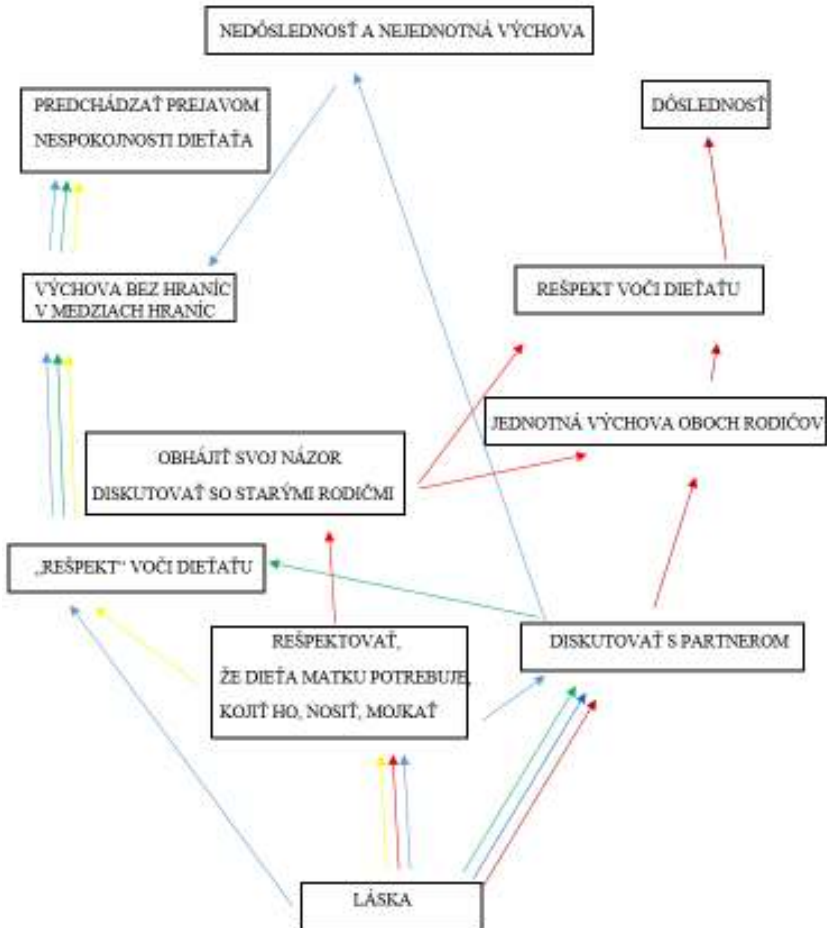 NEDÔSLEDNOSŤ A NEJEDNOTNÁ VÝCHOVA
PREDCHÁDZAŤ PREJAVOM
NESPOKOJNOSTI DIEŤAŤA
DÔSLEDNOSŤ
VÝCHOVA BEZ HRANÍC
V MEDZIACH HRANÍC
REŠPEKT VOČI DIEŤAŤU
JEDNOTNÁ VÝCHOVA OBOCH RODIČOV
OBHÁJIŤ SVOJ NÁZOR
DISKUTOVAŤ SO STARÝMI RODIČMI
„REŠPEKT“ VOČI DIEŤAŤU
REŠPEKTOVAŤ,
ŽE DIEŤA MATKU POTREBUJE,
KOJIŤ HO, NOSIŤ, MOJKAŤ
DISKUTOVAŤ S PARTNEROM
LÁSKA